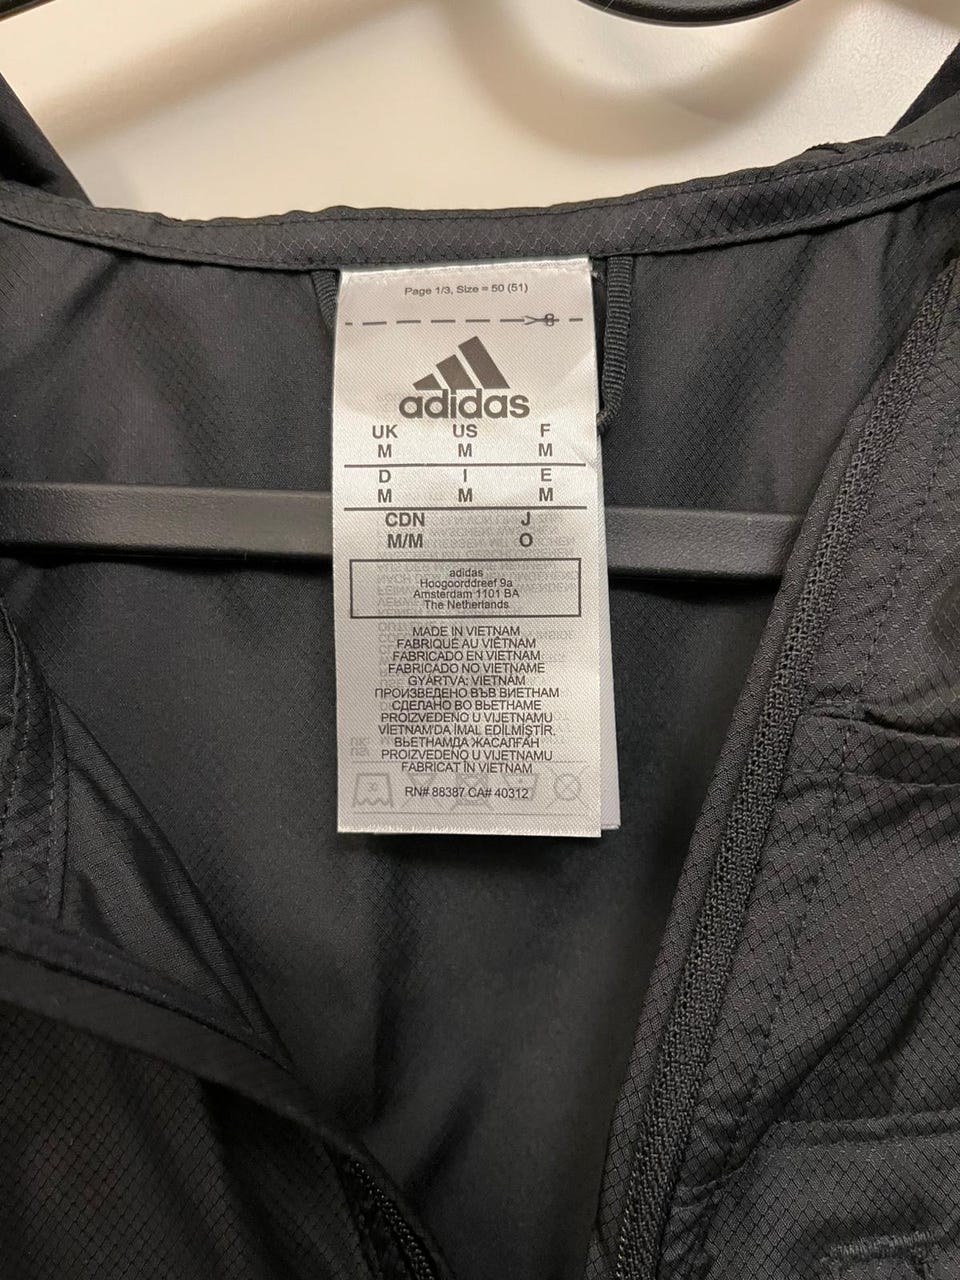 Page 1/3, Size = 50 (51)
adidas
UK US F
M M M
D I E
M M M
CDN J
M/M O
adidas
Hoogoorddreef 9a
Amsterdam 1101 BA
The Netherlands
MADE IN VIETNAM
FABRIQUÉ AU VIÊTNAM
FABRICADO EN VIETNAM
FABRICADO NO VIETNAME
GYÁRTVA: VIETNÁM
ПРОИЗВЕДЕНО ВЪВ ВИЕТНАМ
СДЕЛАНО ВО ВЬЕТНАМЕ
PROIZVEDENO U VIJETNAMU
VİETNAM'DA İMAL EDİLMİŞTİR.
ВЬЕТНАМДА ЖАСАЛҒАН
PROIZVEDENO U VIJETNAMU
FABRICAT ÎN VIETNAM
RN# 88387 CA# 40312